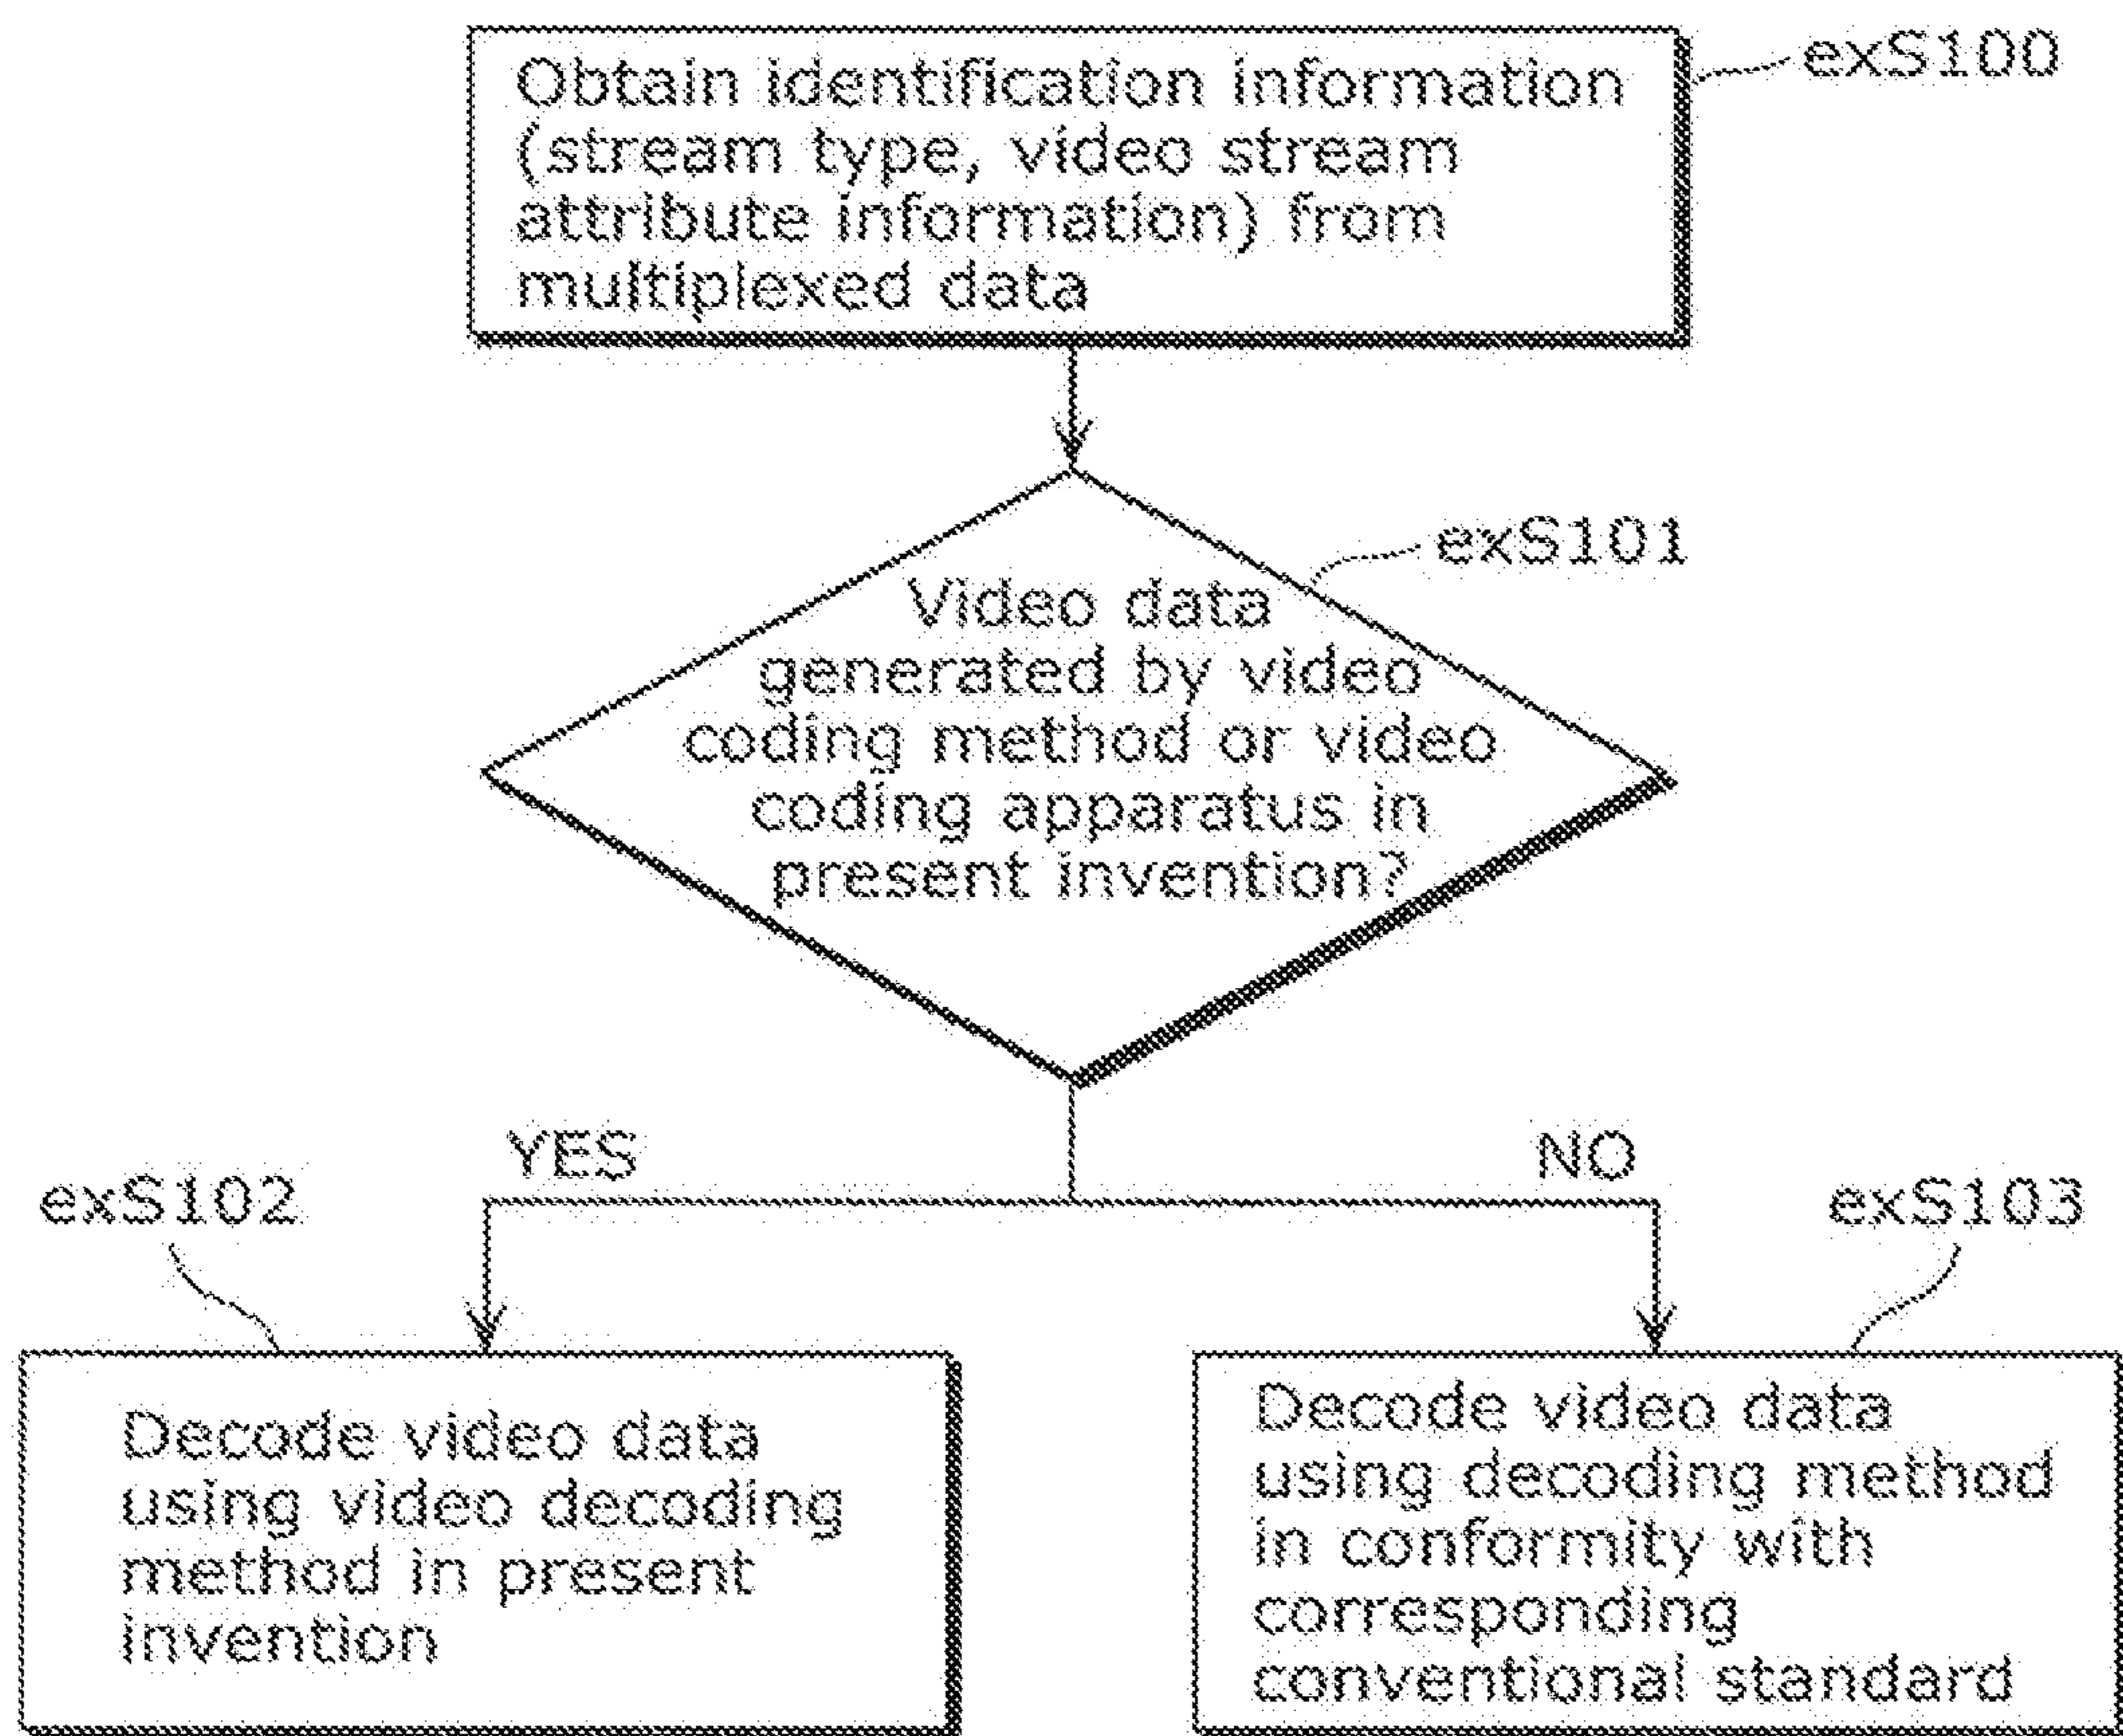 exS100
Obtain identification information
(stream type, video stream
attribute information) from
multiplexed data
exS101
Video data
generated by video
coding method or video
coding apparatus in
present invention?
YES
NO
exS102
exS103
Decode video data
using video decoding
method in present
invention
Decode video data
using decoding method
in conformity with
corresponding
conventional standard